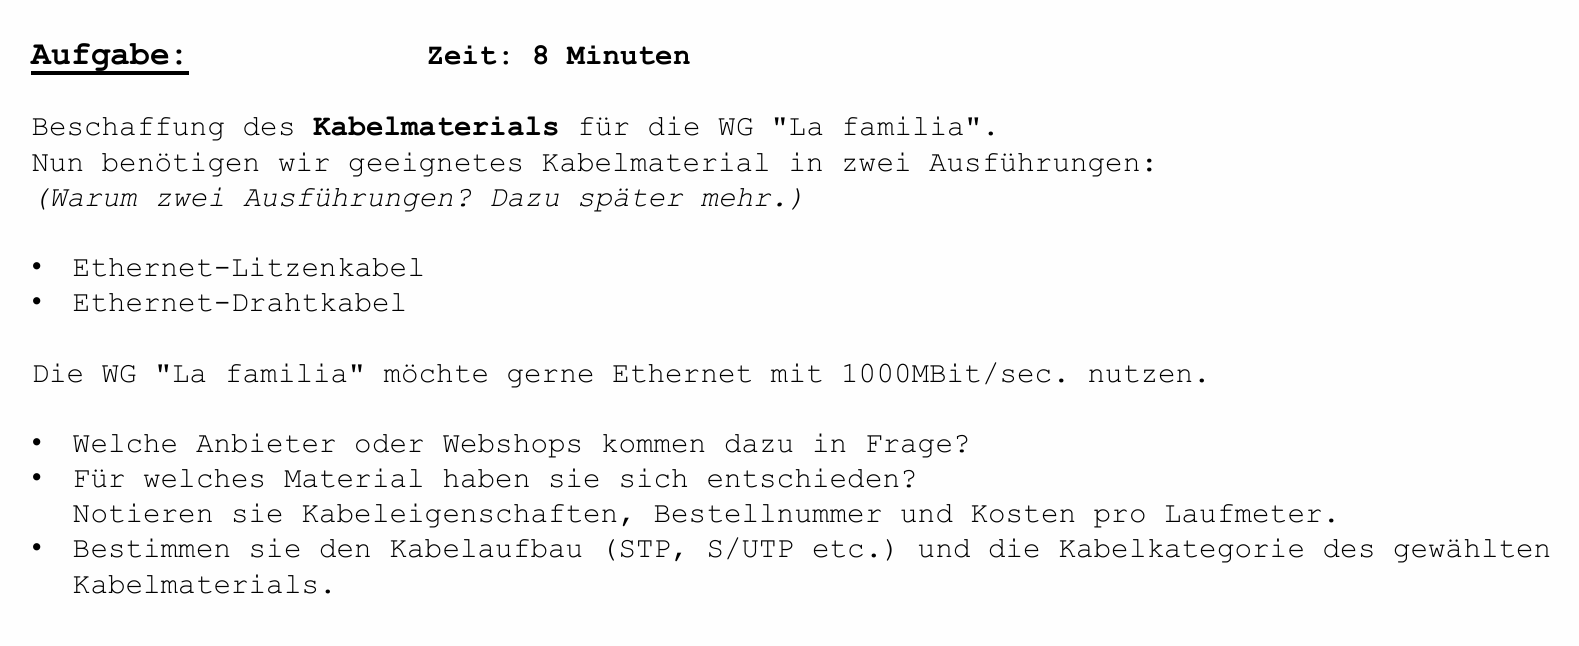 Aufgabe: Zeit: 8 Minuten
Beschaffung des Kabelmaterials für die WG "La familia".
Nun benötigen wir geeignetes Kabelmaterial in zwei Ausführungen:
(Warum zwei Ausführungen? Dazu später mehr.)
• Ethernet-Litzenkabel
• Ethernet-Drahtkabel
Die WG "La familia" möchte gerne Ethernet mit 1000MBit/sec. nutzen.
• Welche Anbieter oder Webshops kommen dazu in Frage?
• Für welches Material haben sie sich entschieden?
Notieren sie Kabeleigenschaften, Bestellnummer und Kosten pro Laufmeter.
• Bestimmen sie den Kabelaufbau (STP, S/UTP etc.) und die Kabelkategorie des gewählten
Kabelmaterials.